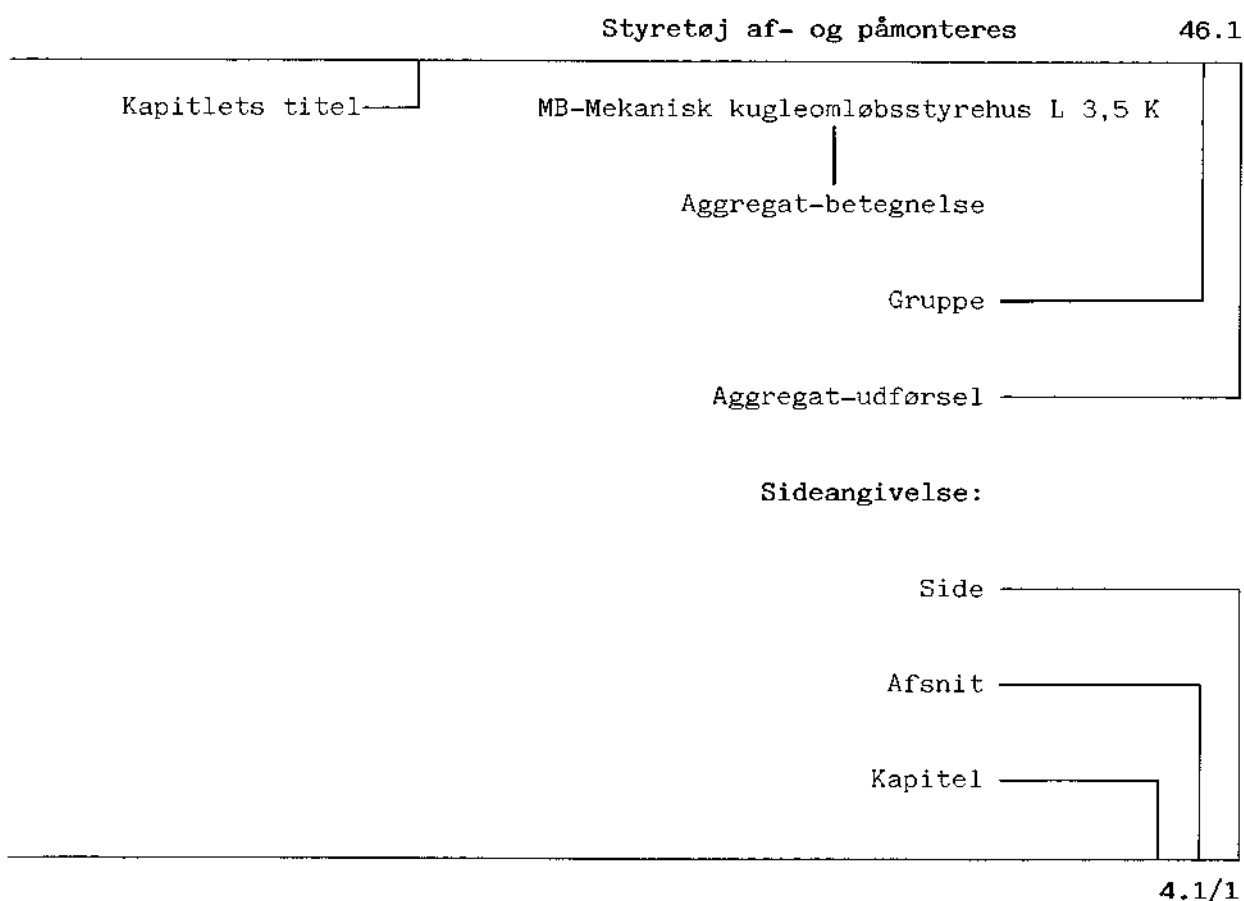 Styretøj af- og påmonteres 46.1
Kapitlets titel
MB-Mekanisk kugleomløbsstyrehus L 3,5 K
Aggregat-betegnelse
Gruppe
Aggregat-udførsel
Sideangivelse:
Side
Afsnit
Kapitel
4.1/1